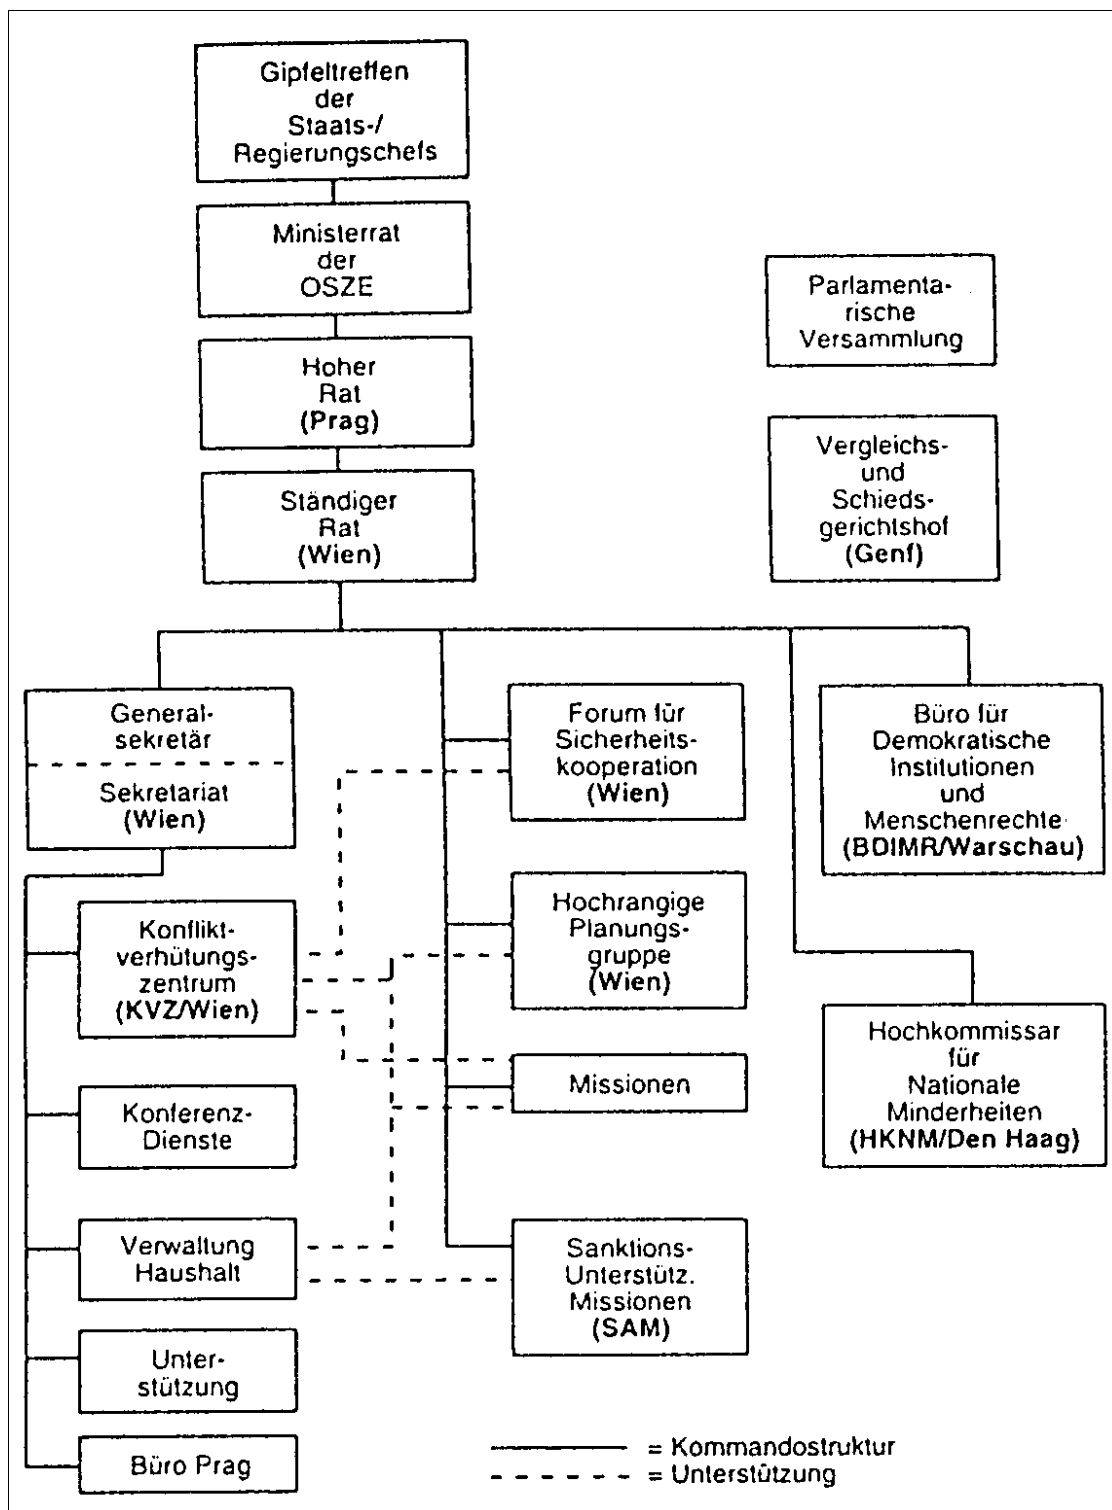 Gipfeltreffen
der
Staats-/
Regierungschefs
Ministerrat
der
OSZE
Hoher
Rat
(Prag)
Ständiger
Rat
(Wien)
Parlamenta-
rische
Versammlung
Vergleichs-
und
Schieds-
gerichtshof
(Genf)
General-
sekretär
Sekretariat
(Wien)
Konflikt-
verhütungs-
zentrum
(KVZ/Wien)
Konferenz-
Dienste
Verwaltung
Haushalt
Unter-
stützung
Büro Prag
Forum für
Sicherheits-
kooperation
(Wien)
Hochrangige
Planungs-
gruppe
(Wien)
Missionen
Sanktions-
Unterstütz.
Missionen
(SAM)
Büro für
Demokratische
Institutionen
und
Menschenrechte
(BDIMR/Warschau)
Hochkommissar
für
Nationale
Minderheiten
(HKNM/Den Haag)
= Kommandostruktur
= Unterstützung